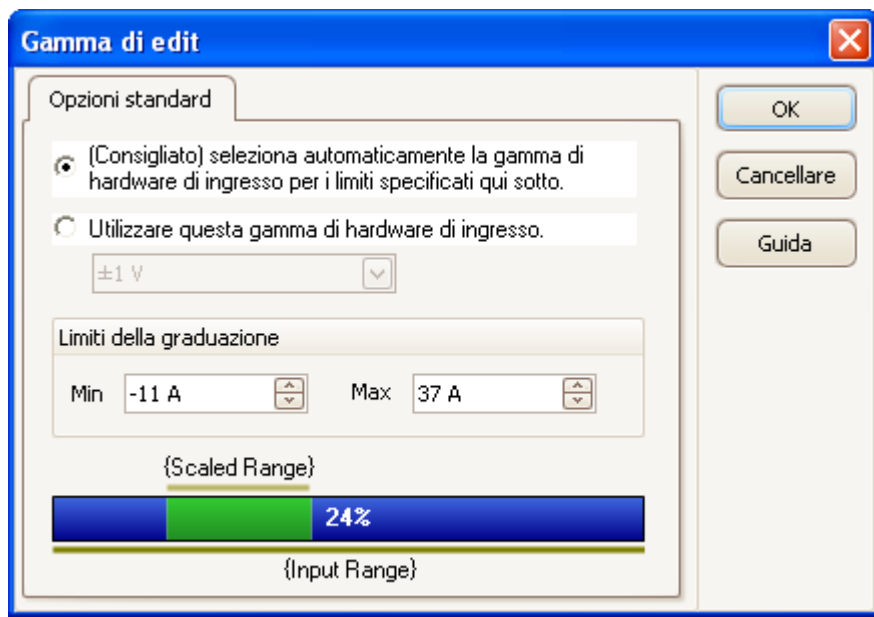 Gamma di edit
Opzioni standard
(Consigliato) seleziona automaticamente la gamma di
hardware di ingresso per i limiti specificati qui sotto.
Utilizzare questa gamma di hardware di ingresso.
±1 V
Limiti della graduazione
Min -11 A Max 37 A
{Scaled Range}
24%
{Input Range}
OK
Cancellare
Guida